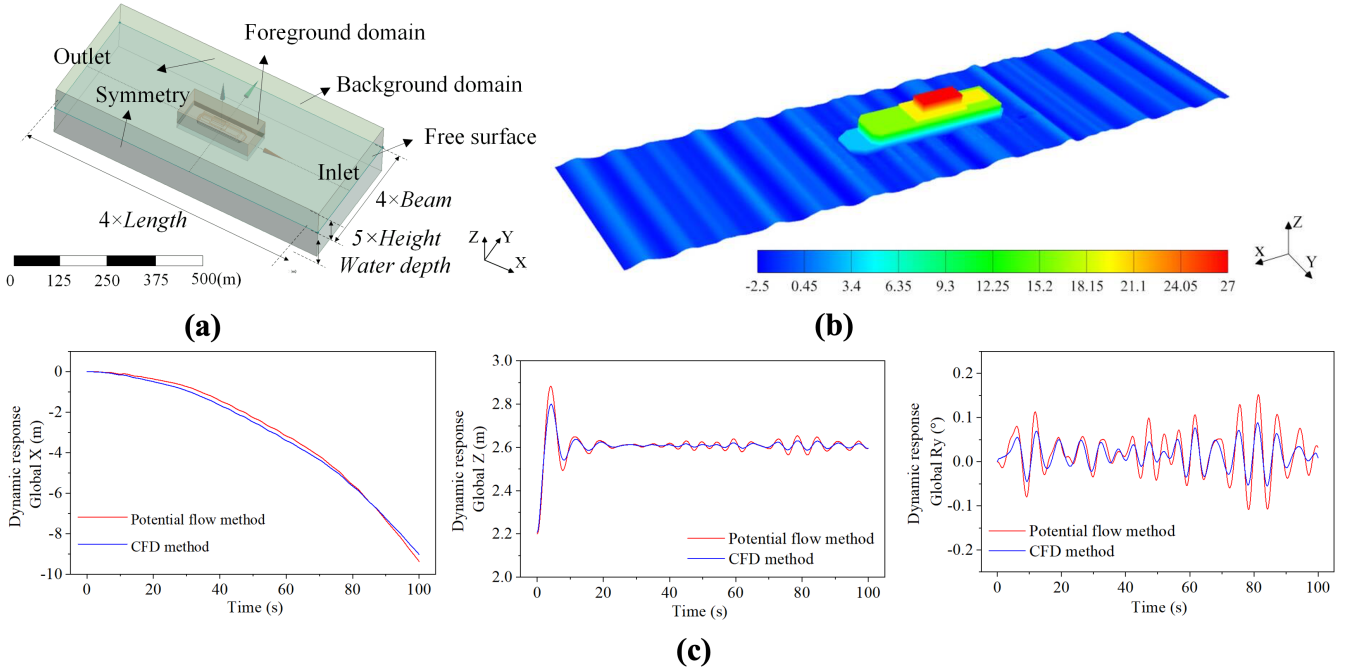 Foreground domain
Outlet
Background domain
Symmetry
Free surface
Inlet
4×Beam
4×Length
5×Height
Water depth
Z
Y
X
0 125 250 375 500(m)
(a)
-2.5 0.45 3.4 6.35 9.3 12.25 15.2 18.15 21.1 24.05 27
Z
X
Y
(b)
Dynamic response
Global X (m)
0
-2
-4
-6
-8
-10
Potential flow method
CFD method
0 20 40 60 80 100
Time (s)
Dynamic response
Global Z (m)
3.0
2.8
2.6
2.4
2.2
2.0
Potential flow method
CFD method
0 20 40 60 80 100
Time (s)
Dynamic response
Global Ry (°)
0.2
0.1
0.0
-0.1
-0.2
Potential flow method
CFD method
0 20 40 60 80 100
Time (s)
(c)